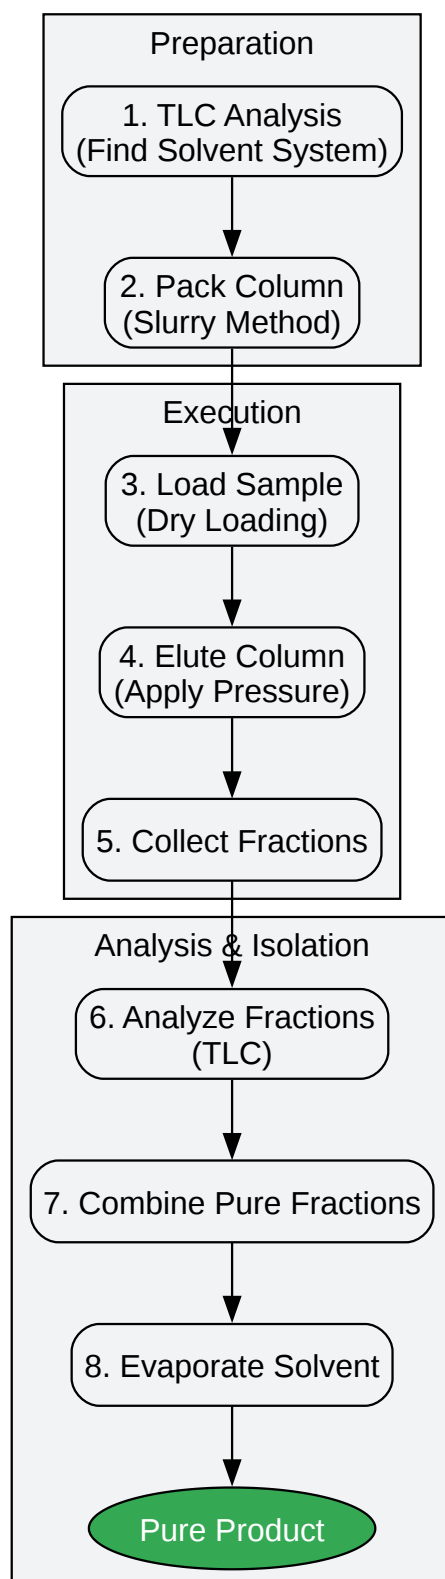 Preparation
1. TLC Analysis
(Find Solvent System)
2. Pack Column
(Slurry Method)
Execution
3. Load Sample
(Dry Loading)
4. Elute Column
(Apply Pressure)
5. Collect Fractions
Analysis & Isolation
6. Analyze Fractions
(TLC)
7. Combine Pure Fractions
8. Evaporate Solvent
Pure Product